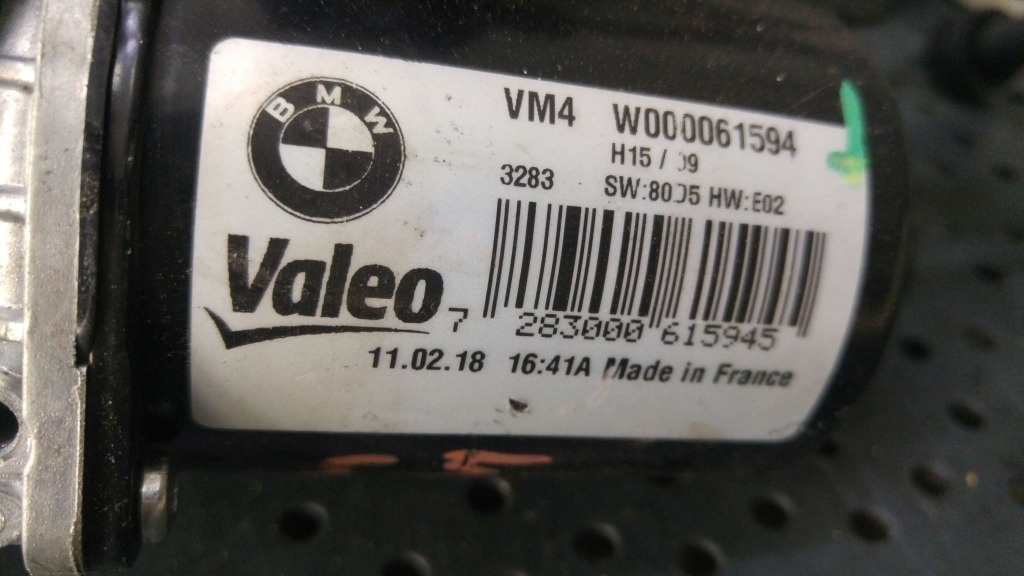 BMW
VM4 W000061594
H15 / 09
3283 SW:8005 HW:E02
Valeo
7 283000 615945
11.02.18 16:41A Made in France